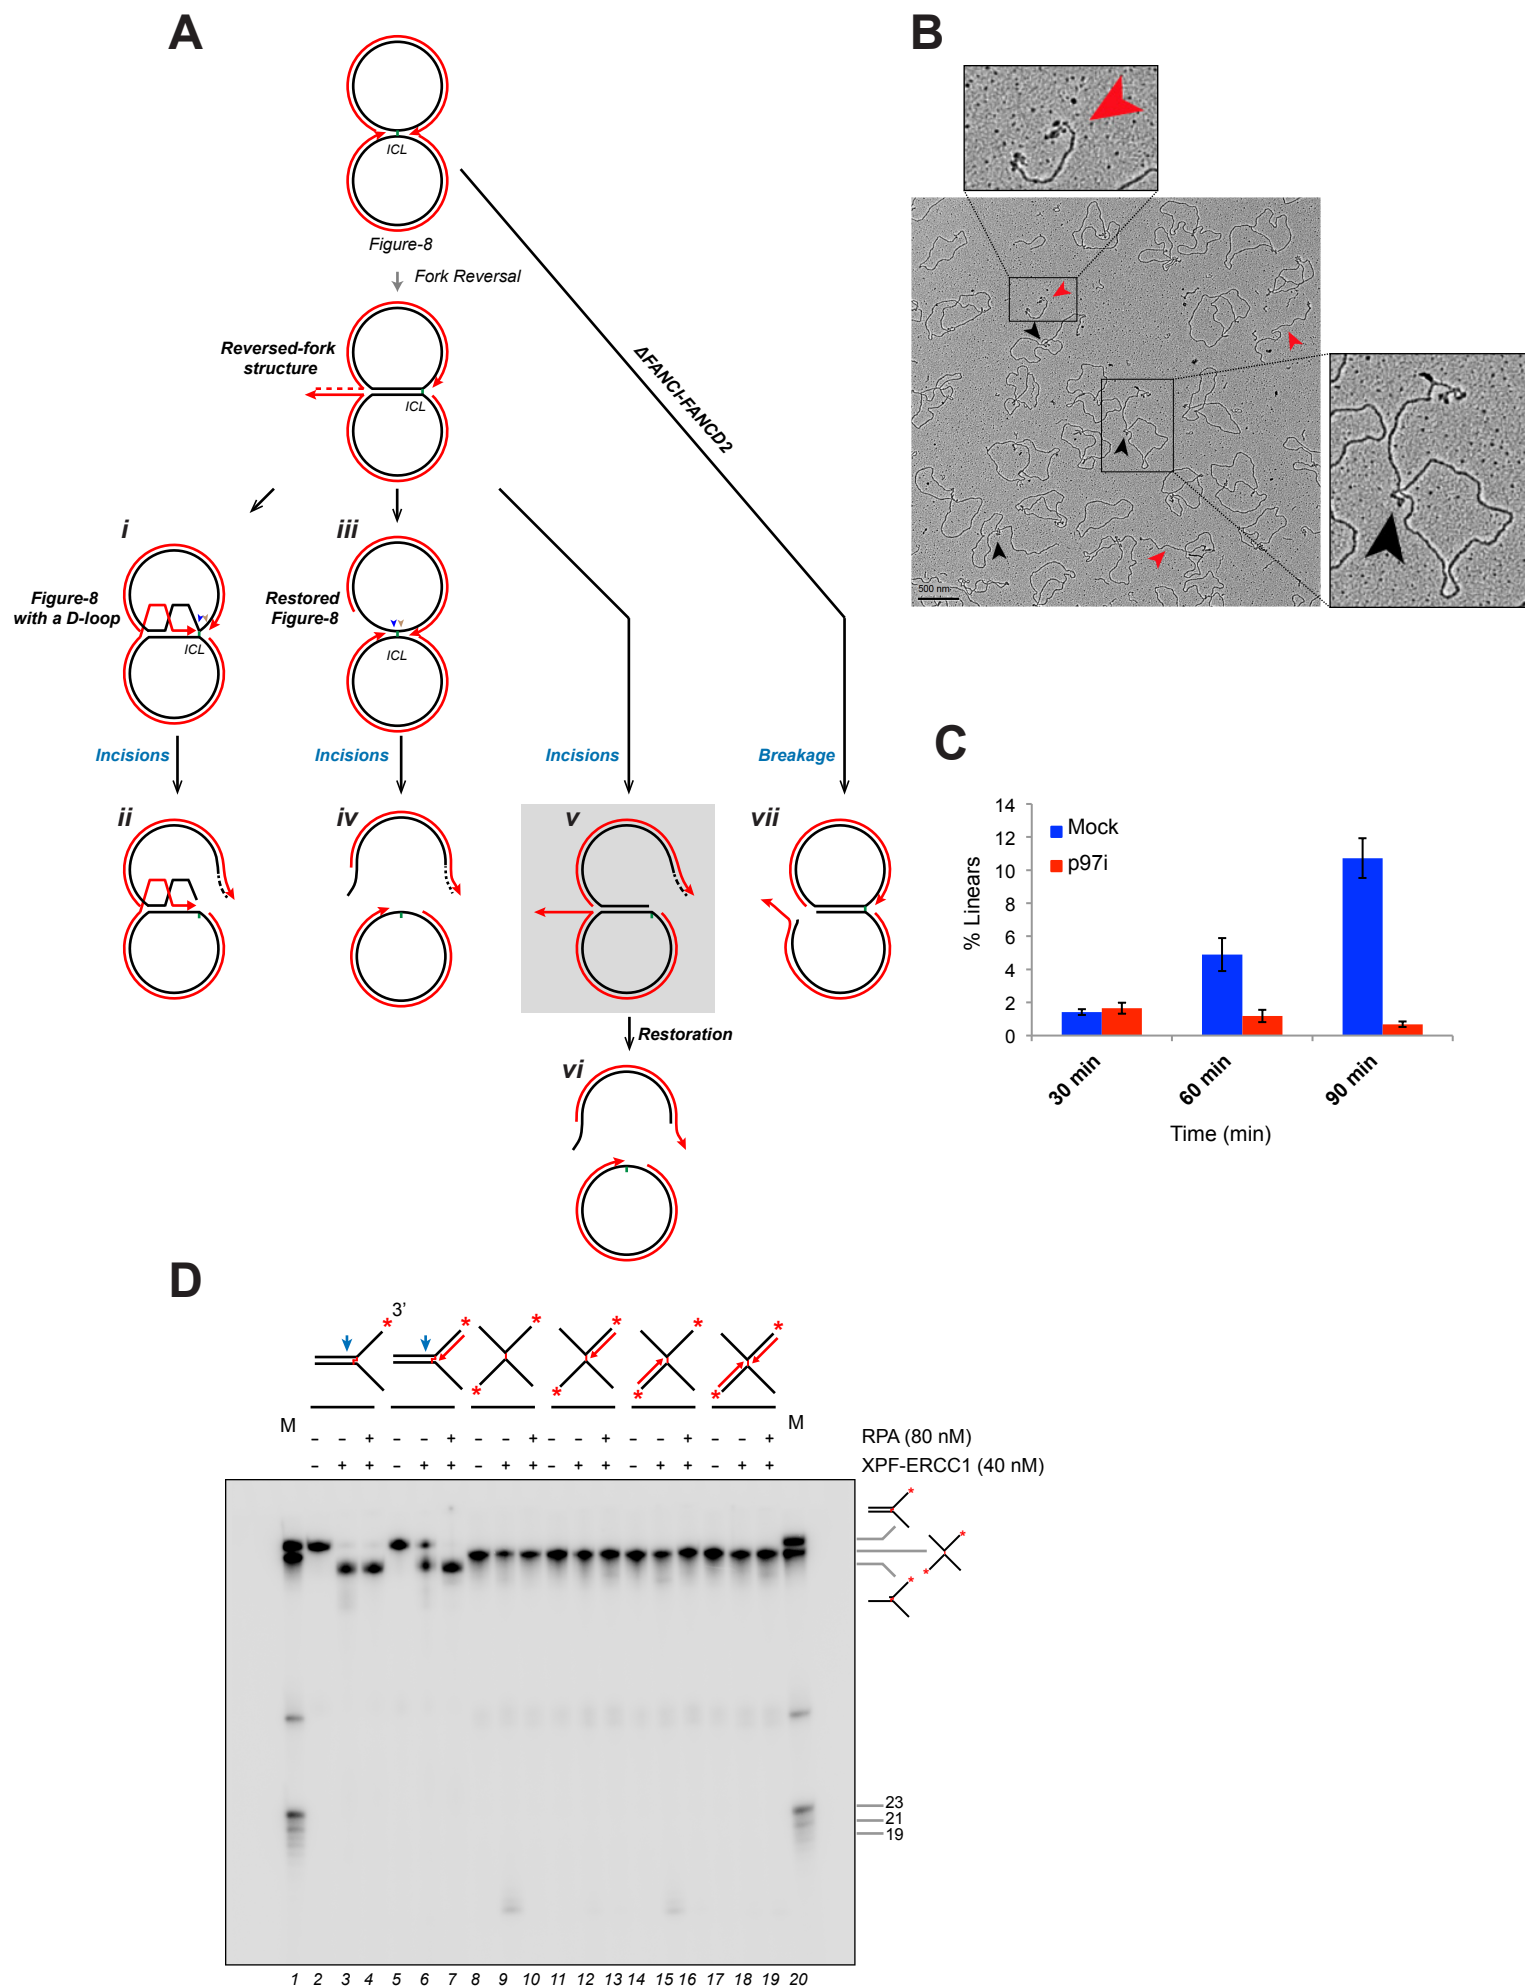 A
ICL
Figure-8
Fork Reversal
Reversed-fork
structure
ICL
ΔFANCI-FANCD2
i
Figure-8
with a D-loop
ICL
iii
Restored
Figure-8
ICL
Incisions
Incisions
Incisions
Breakage
ii
iv
v
vii
Restoration
vi
B
500 nm
C
14
12
10
8
6
4
2
0
% Linears
Mock
p97i
30 min
60 min
90 min
Time (min)
D
* 3’ * * * * *
* * * *
M M
– – + – – + – – + – – + – – + – – + RPA (80 nM)
– + + – + + – + + – + + – + + – + + XPF-ERCC1 (40 nM)
*
*
*
*
23
21
19
1 2 3 4 5 6 7 8 9 10 11 12 13 14 15 16 17 18 19 20